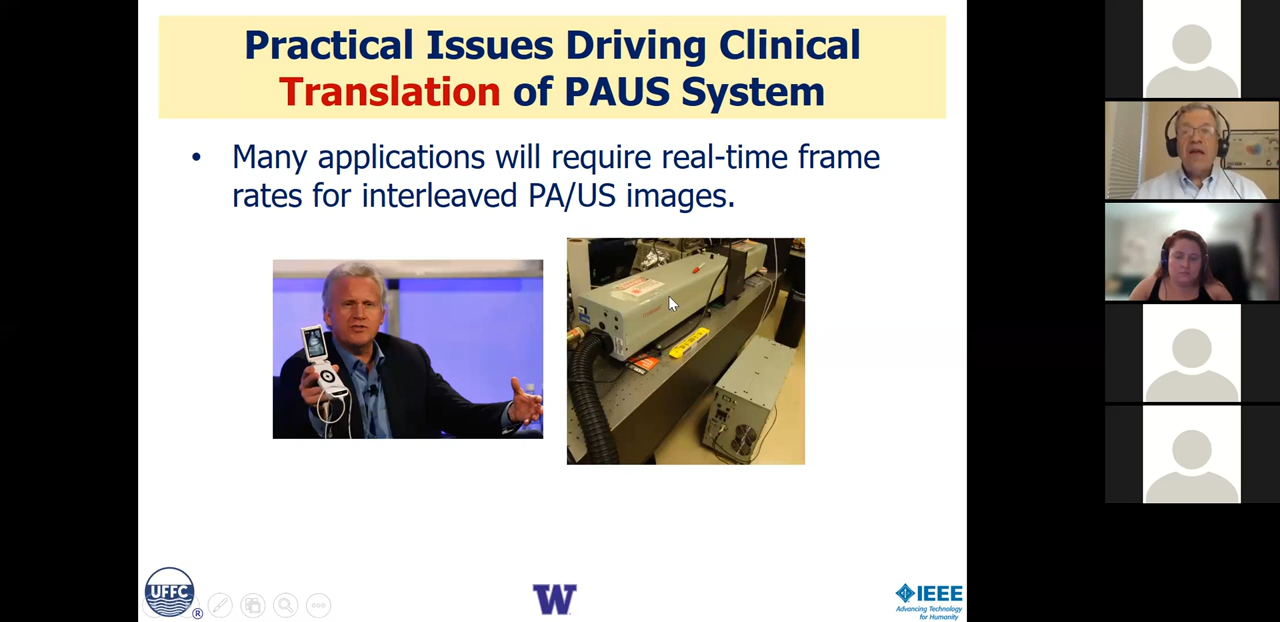 Practical Issues Driving Clinical
Translation of PAUS System
• Many applications will require real-time frame
rates for interleaved PA/US images.
UFFC
®
W
IEEE
Advancing Technology
for Humanity